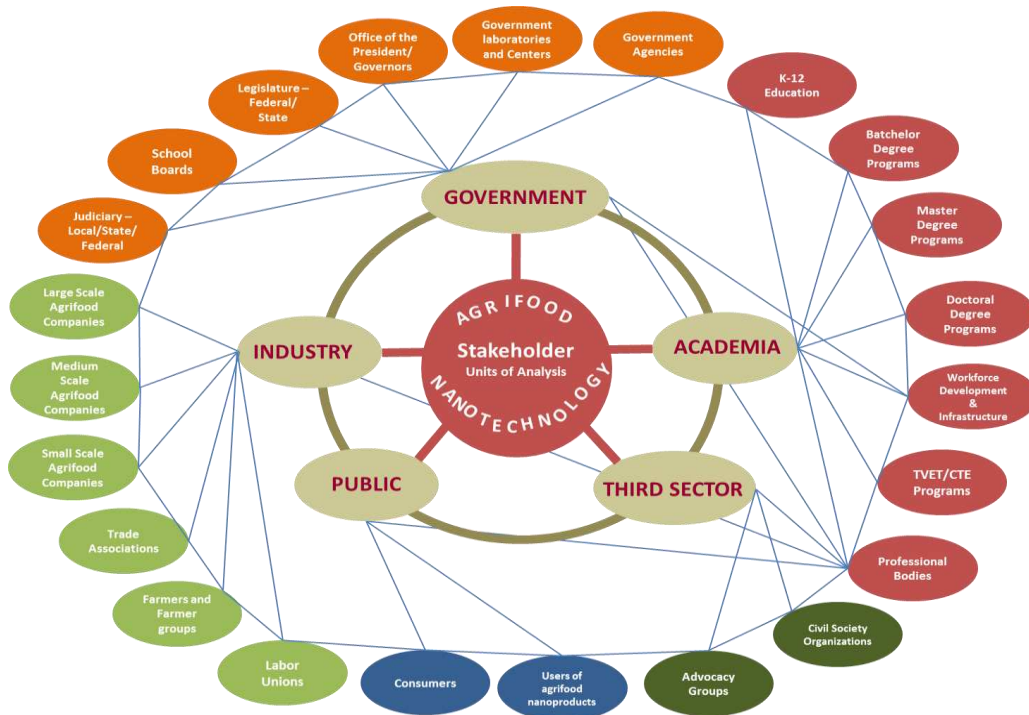 Office of the
President/
Governors
Government
laboratories
and Centers
Government
Agencies
Legislature –
Federal/
State
K-12
Education
School
Boards
Batchelor
Degree
Programs
Judiciary –
Local/State/
Federal
Master
Degree
Programs
GOVERNMENT
Large Scale
Agrifood
Companies
Doctoral
Degree
Programs
INDUSTRY
AGRIFOOD
Stakeholder
Units of Analysis
NANOTECHNOLOGY
ACADEMIA
Medium
Scale
Agrifood
Companies
Workforce
Development
&
Infrastructure
Small Scale
Agrifood
Companies
PUBLIC
THIRD SECTOR
TVET/CTE
Programs
Trade
Associations
Professional
Bodies
Farmers and
Farmer
groups
Civil Society
Organizations
Labor
Unions
Consumers
Users of
agrifood
nanoproducts
Advocacy
Groups